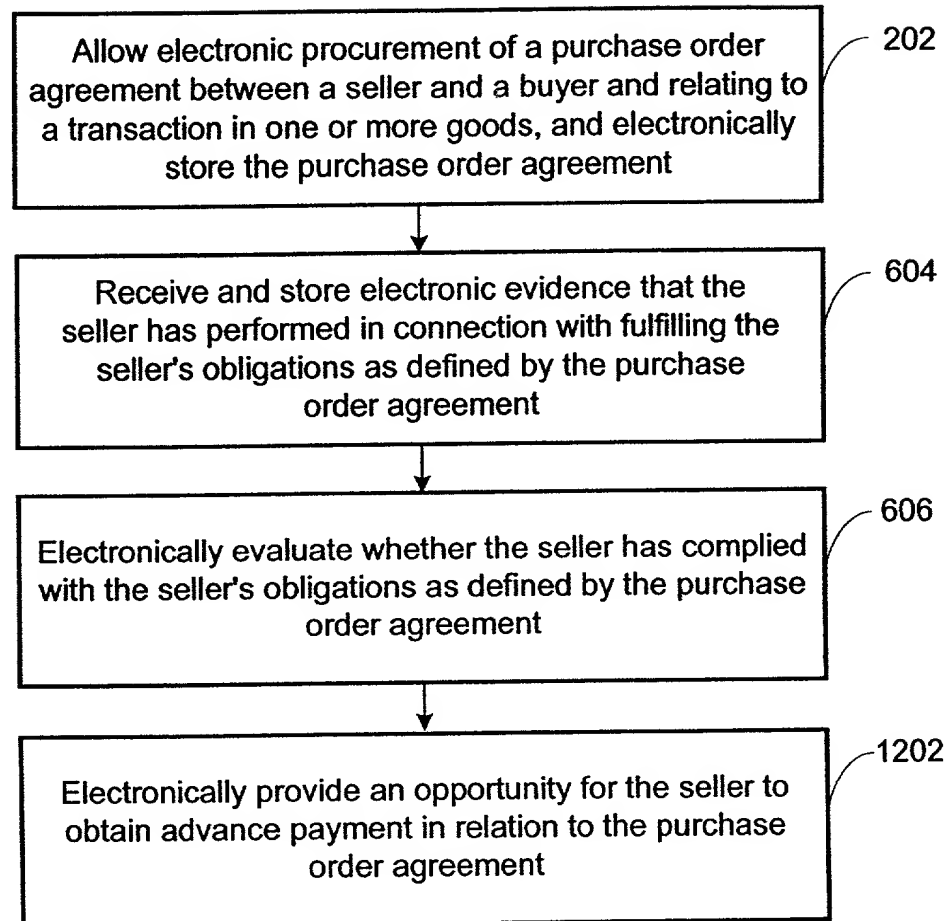 Allow electronic procurement of a purchase order
agreement between a seller and a buyer and relating to
a transaction in one or more goods, and electronically
store the purchase order agreement
202
Receive and store electronic evidence that the
seller has performed in connection with fulfilling the
seller's obligations as defined by the purchase
order agreement
604
Electronically evaluate whether the seller has complied
with the seller's obligations as defined by the purchase
order agreement
606
Electronically provide an opportunity for the seller to
obtain advance payment in relation to the purchase
order agreement
1202